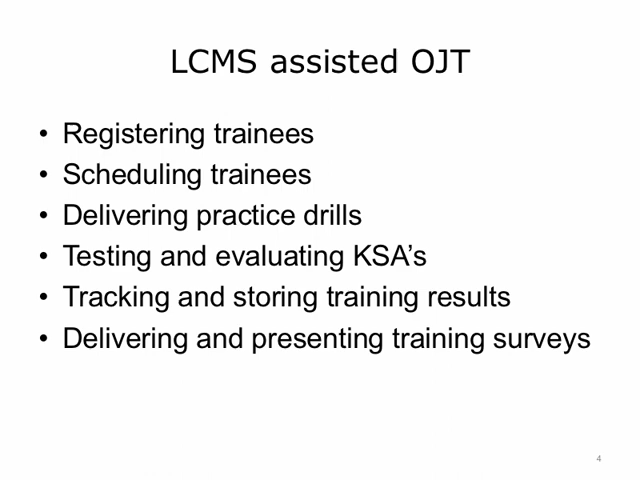 LCMS assisted OJT
• Registering trainees
• Scheduling trainees
• Delivering practice drills
• Testing and evaluating KSA’s
• Tracking and storing training results
• Delivering and presenting training surveys
4